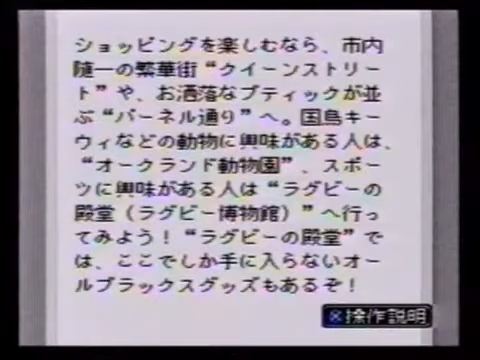 ショッピングを楽しむなら、市内
随一の繁華街“クイーンストリー
ト”や、お洒落なブティックが並
ぶ“パーネル通り”へ。国鳥キー
ウィなどの動物に興味がある人は、
“オークランド動物園”、スポー
ツに興味がある人は“ラグビーの
殿堂（ラグビー博物館）”へ行っ
てみよう！“ラグビーの殿堂”で
は、ここでしか手に入らないオー
ルブラックスグッズもあるぞ！
※操作説明